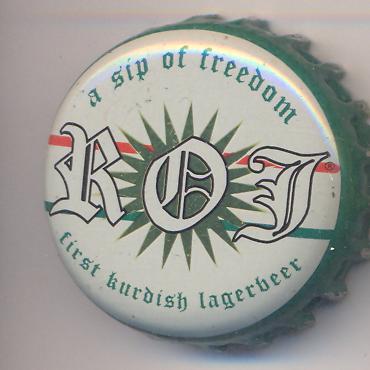 a sip of freedom
ROJ®
first kurdish lagerbeer